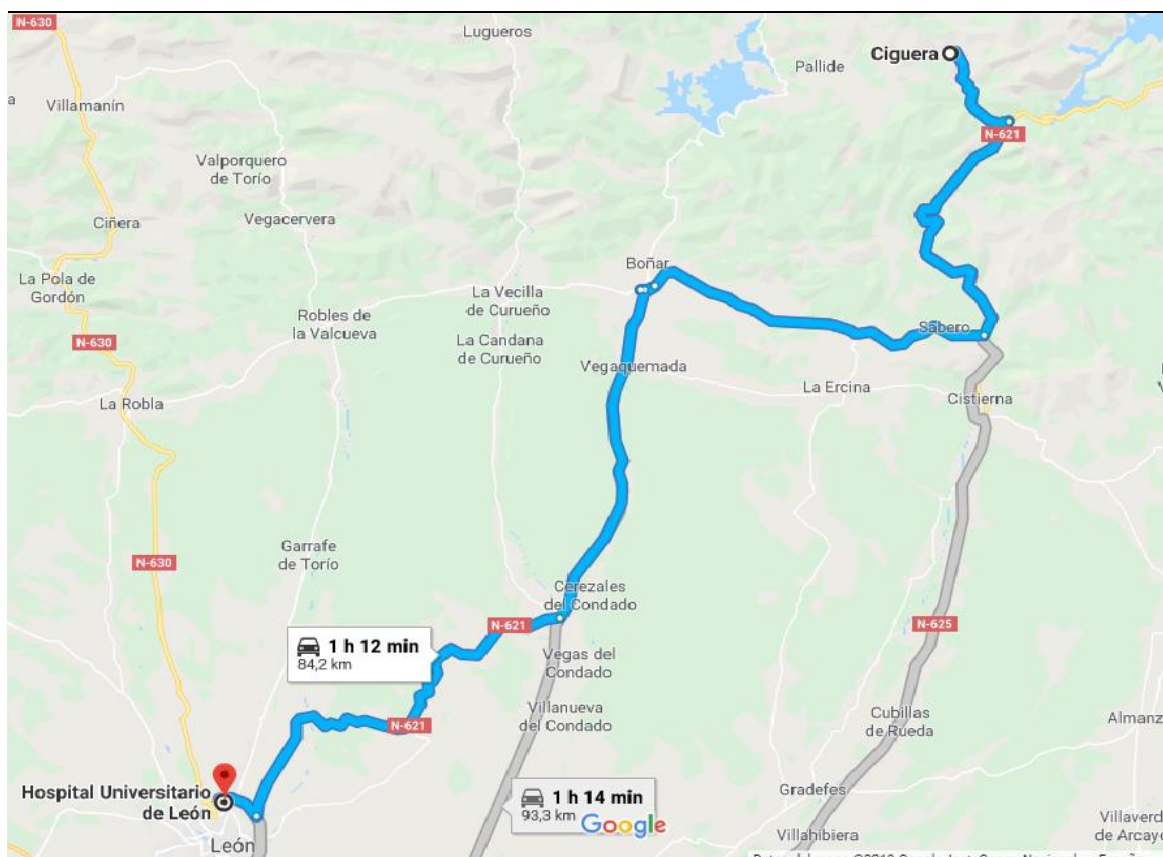 N-630
Lugueros
Ciguera
Pallide
Villamanín
N-621
Valporquero
de Torío
Ciñera
Vegacervera
La Pola de
Gordón
Boñar
La Vecilla
de Curueño
Robles de
la Valcueva
N-630
La Candana
de Curueño
Sabero
Vegaquemada
La Ercina
Cistierna
La Robla
N-630
Garrafe
de Torío
Cerezales
del Condado
N-621
N-625
1 h 12 min
84,2 km
Vegas del
Condado
N-621
Villanueva
del Condado
Cubillas
de Rueda
Almanz
Hospital Universitario
de León
1 h 14 min
93,3 km
Google
Gradefes
León
Villahibiera
Villaverd
de Arcayo